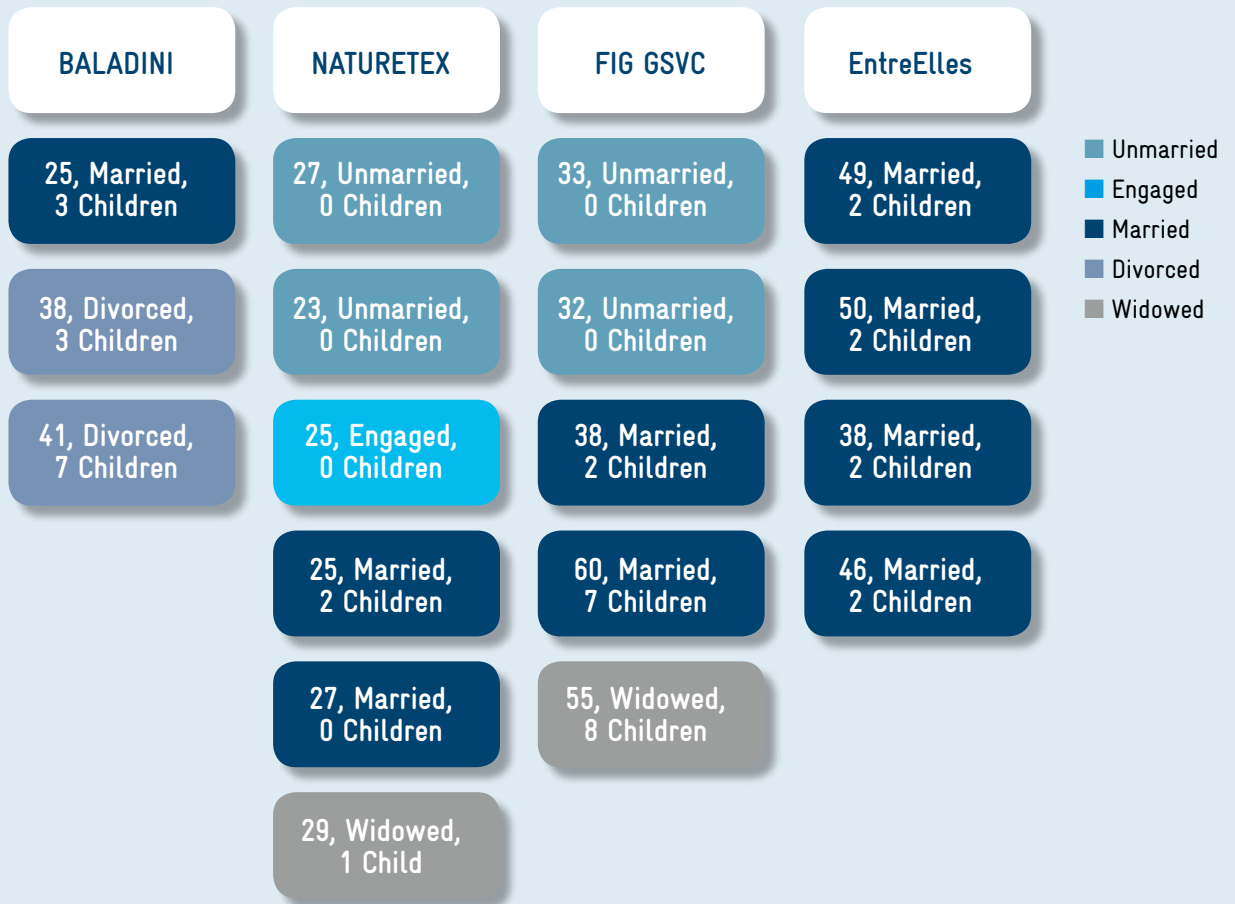 BALADINI
NATURETEX
FIG GSVC
EntreElles
25, Married,
3 Children
27, Unmarried,
0 Children
33, Unmarried,
0 Children
49, Married,
2 Children
38, Divorced,
3 Children
23, Unmarried,
0 Children
32, Unmarried,
0 Children
50, Married,
2 Children
41, Divorced,
7 Children
25, Engaged,
0 Children
38, Married,
2 Children
38, Married,
2 Children
25, Married,
2 Children
60, Married,
7 Children
46, Married,
2 Children
27, Married,
0 Children
55, Widowed,
8 Children
29, Widowed,
1 Child
Unmarried
Engaged
Married
Divorced
Widowed